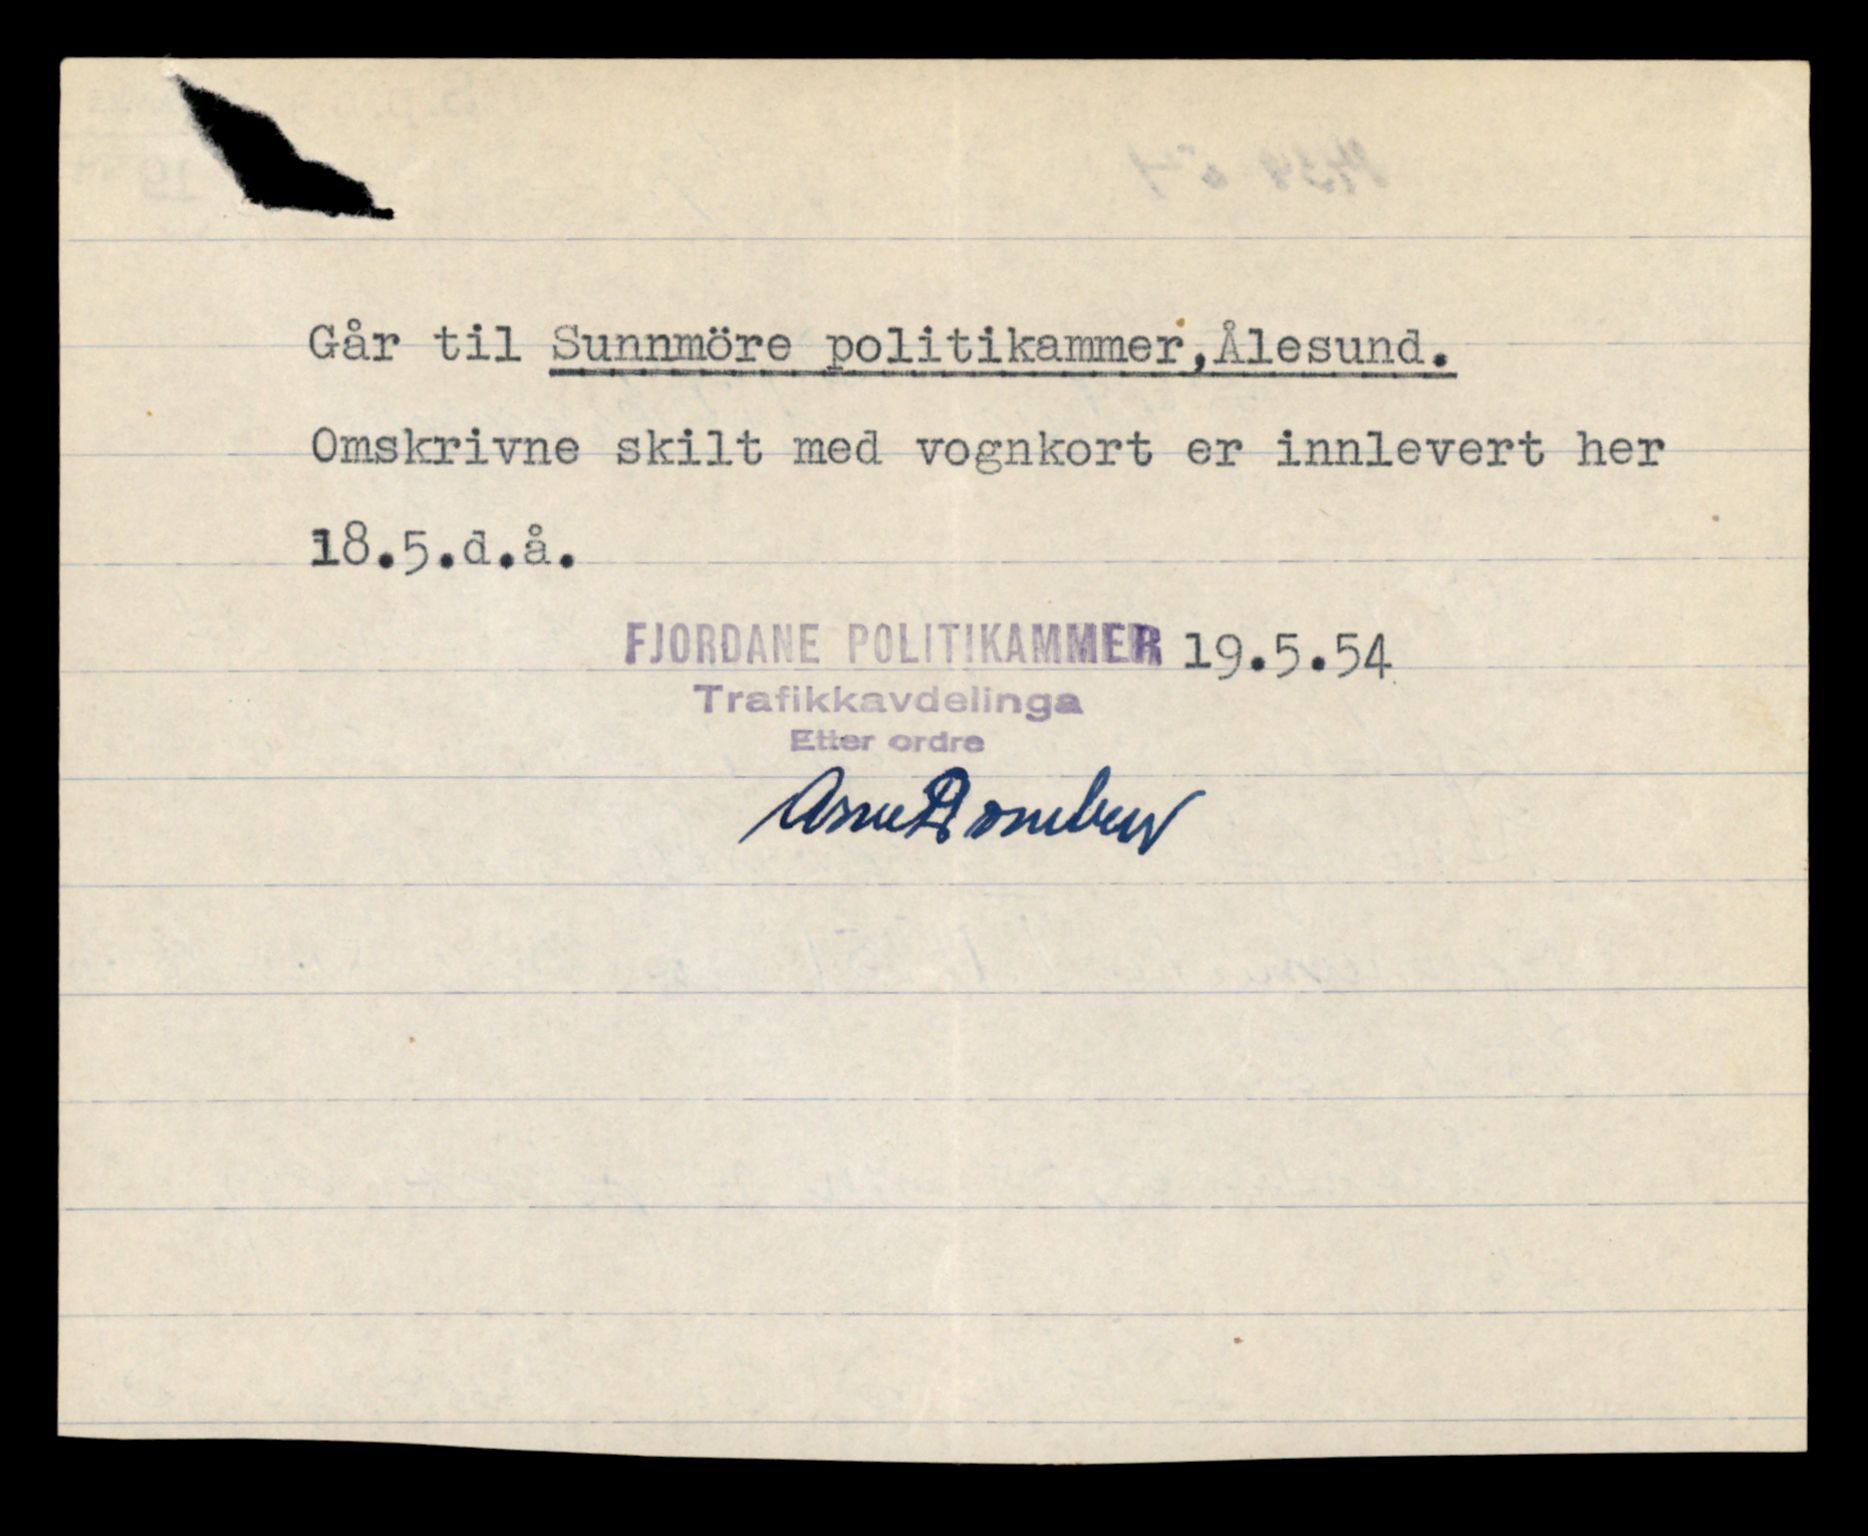 Går til Sunnmöre politikammer,Ålesund.
Omskrivne skilt med vognkort er innlevert her
18.5.d.å.
FJORDANE POLITIKAMMER 19.5.54
Trafikkavdelinga
Etter ordre
Arne